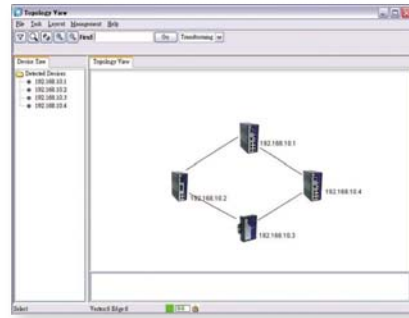 Topology View
File Task Layout Management Help
Find Go Transforming
Device Tree
Topology View
Detected Devices
192.168.10.1
192.168.10.2
192.168.10.3
192.168.10.4
192.168.10.1
192.168.10.2
192.168.10.4
192.168.10.3
Select